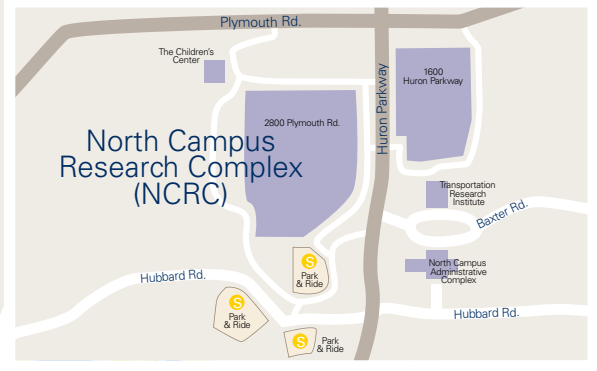 Plymouth Rd.
The Children's
Center
1600
Huron Parkway
Huron Parkway
2800 Plymouth Rd.
North Campus
Research Complex
(NCRC)
Transportation
Research
Institute
Baxter Rd.
North Campus
Administrative
Complex
S
Park
& Ride
Hubbard Rd.
S
Park
& Ride
Hubbard Rd.
S
Park
& Ride